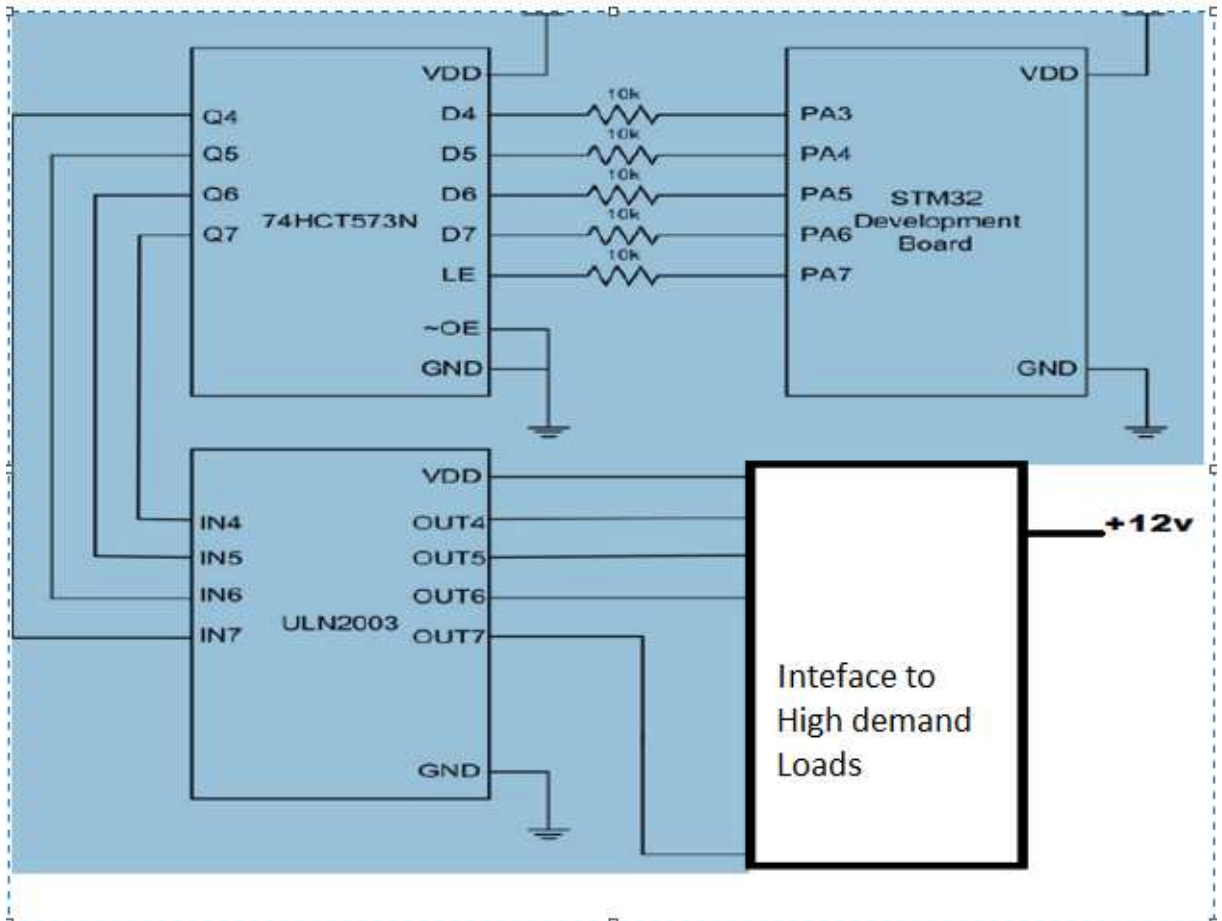 VDD
Q4
D4
10k
PA3
Q5
D5
10k
PA4
Q6
D6
10k
PA5
Q7
D7
10k
PA6
LE
10k
PA7
74HCT573N
~OE
GND
VDD
STM32
Development
Board
GND
VDD
IN4
OUT4
IN5
OUT5
IN6
OUT6
IN7
OUT7
ULN2003
GND
+12v
Inteface to
High demand
Loads